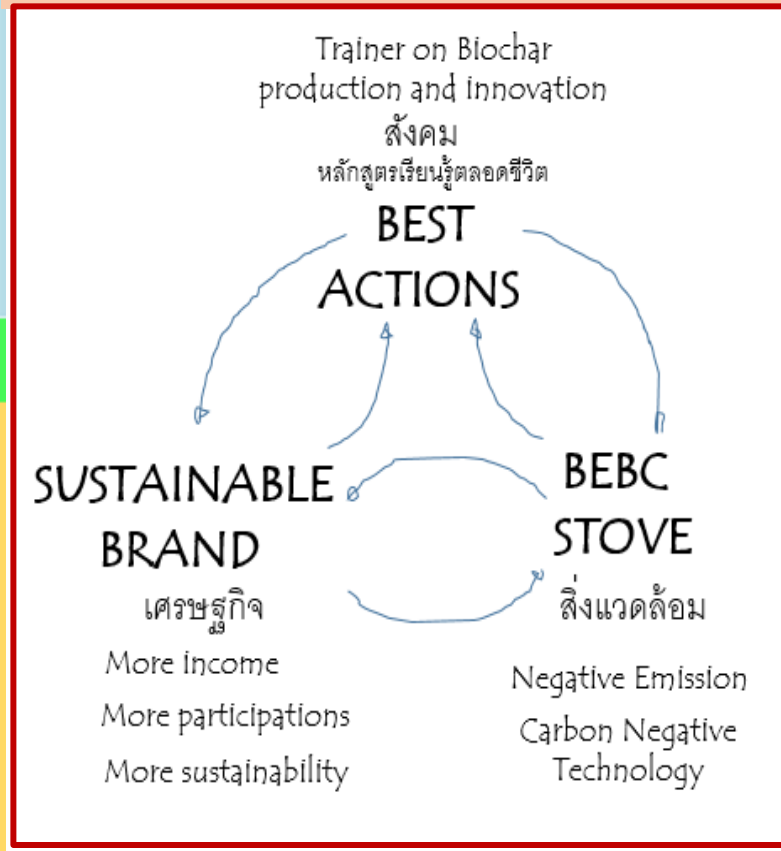 Trainer on Biochar
production and innovation
สังคม
หลักสูตรเรียนรู้ตลอดชีวิต
BEST
ACTIONS
SUSTAINABLE
BRAND
เศรษฐกิจ
More income
More participations
More sustainability
BEBC
STOVE
สิ่งแวดล้อม
Negative Emission
Carbon Negative
Technology